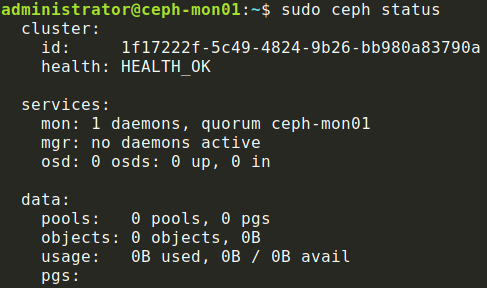 administrator@ceph-mon01:~$ sudo ceph status
cluster:
id: 1f17222f-5c49-4824-9b26-bb980a83790a
health: HEALTH_OK
services:
mon: 1 daemons, quorum ceph-mon01
mgr: no daemons active
osd: 0 osds: 0 up, 0 in
data:
pools: 0 pools, 0 pgs
objects: 0 objects, 0B
usage: 0B used, 0B / 0B avail
pgs: